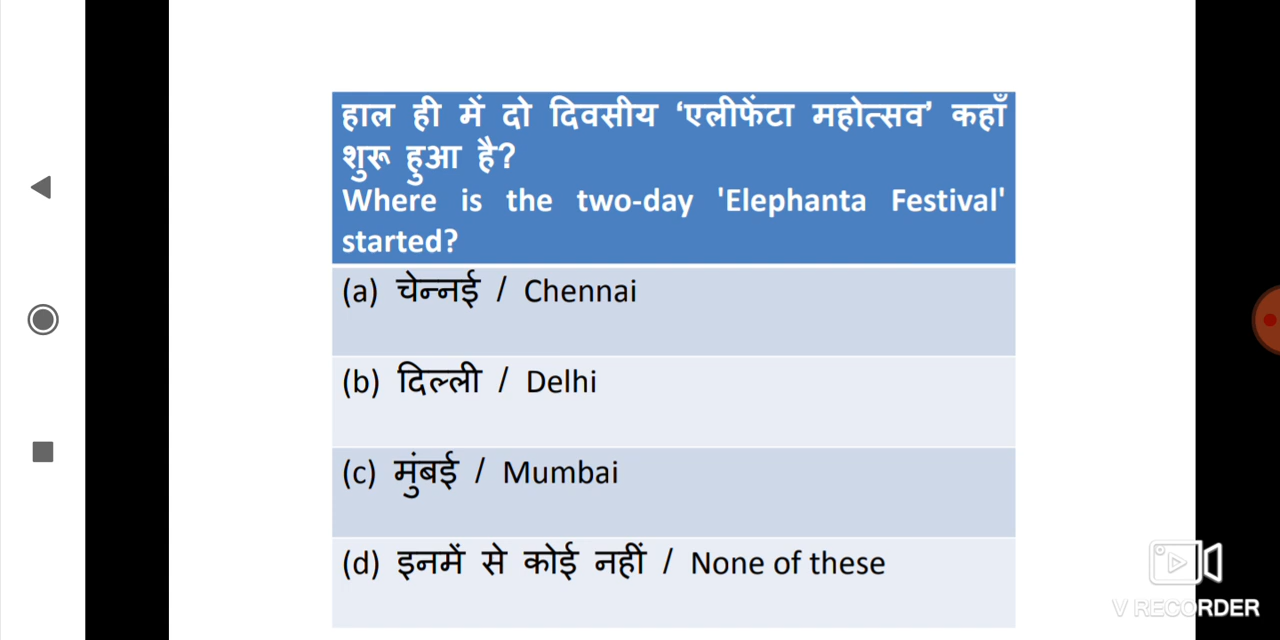 हाल ही में दो दिवसीय ‘एलीफेंटा महोत्सव’ कहाँ
शुरू हुआ है?
Where is the two-day 'Elephanta Festival'
started?
(a) चेन्नई / Chennai
(b) दिल्ली / Delhi
(c) मुंबई / Mumbai
(d) इनमें से कोई नहीं / None of these
V RECORDER